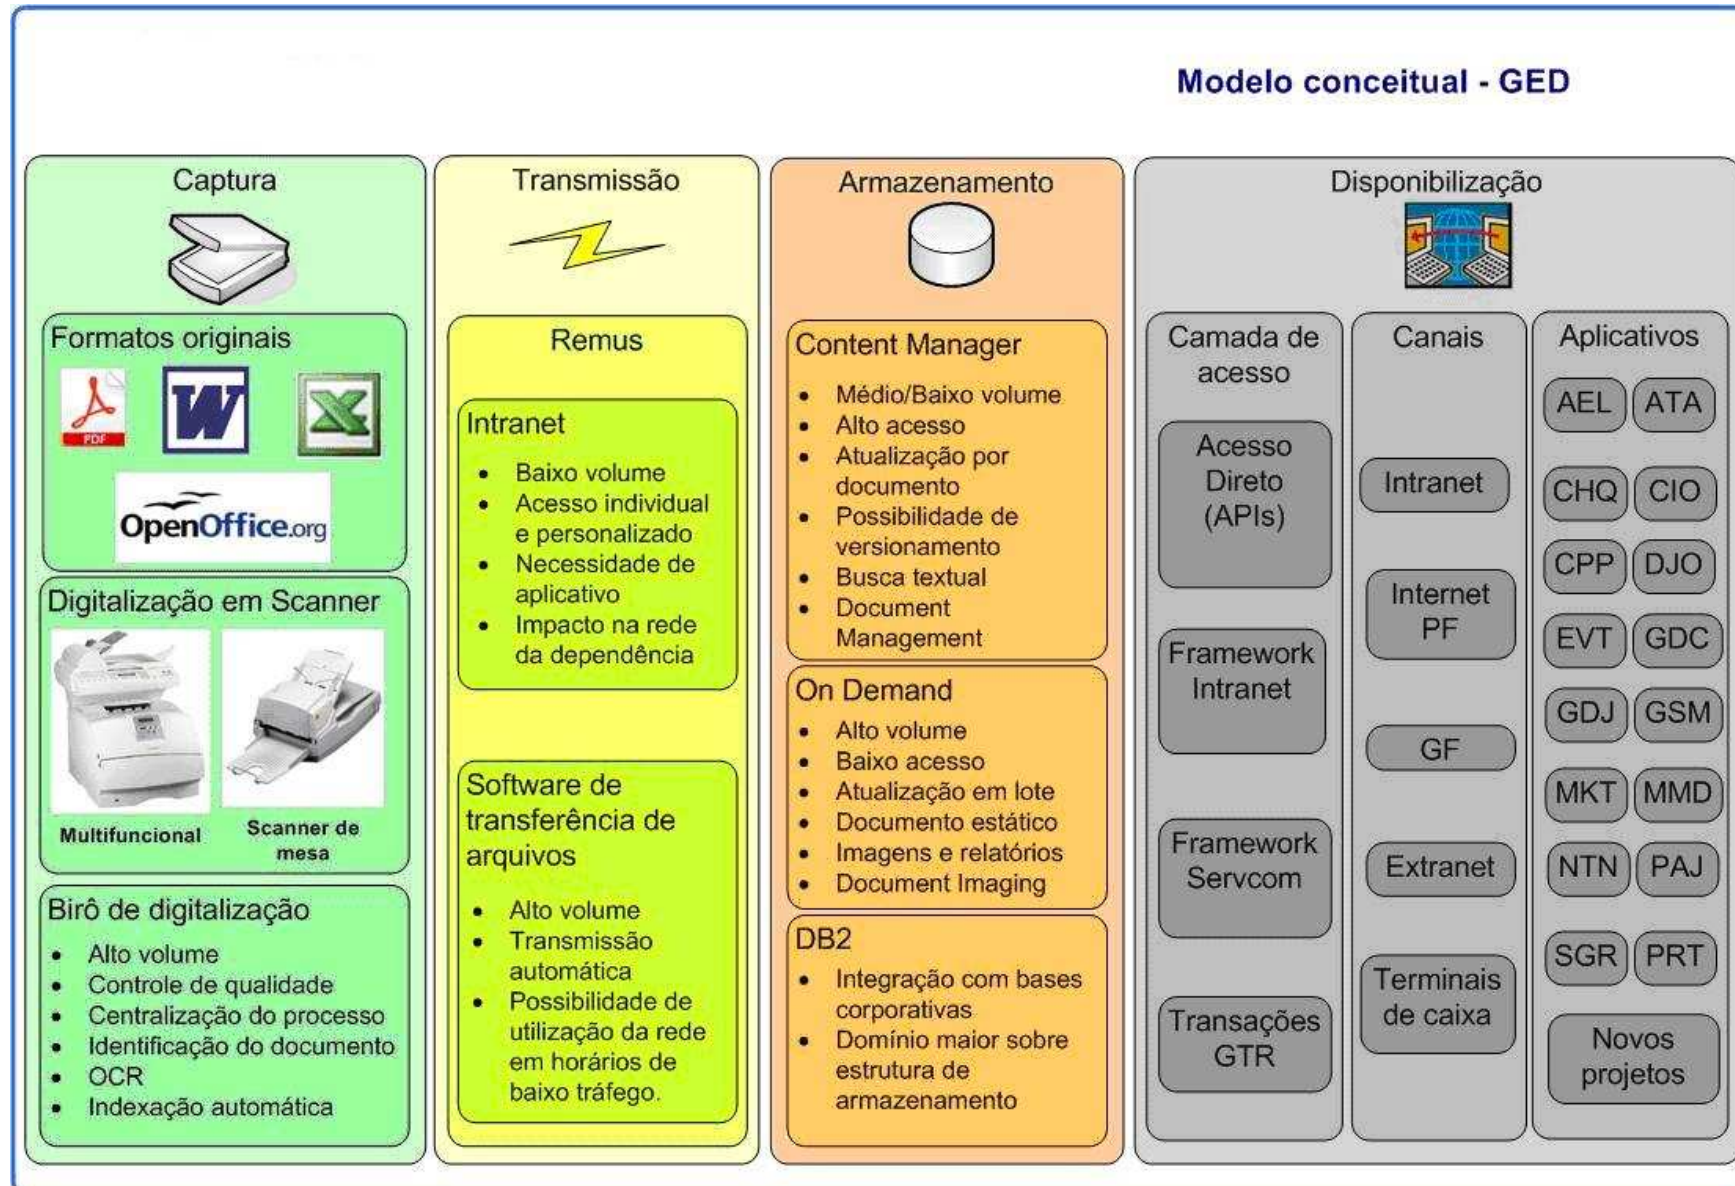 Modelo conceitual - GED
Captura
Formatos originais
PDF
W
X
OpenOffice.org
Digitalização em Scanner
Multifuncional
Scanner de
mesa
Birô de digitalização
• Alto volume
• Controle de qualidade
• Centralização do processo
• Identificação do documento
• OCR
• Indexação automática
Transmissão
Remus
Intranet
• Baixo volume
• Acesso individual
e personalizado
• Necessidade de
aplicativo
• Impacto na rede
da dependência
Software de
transferência de
arquivos
• Alto volume
• Transmissão
automática
• Possibilidade de
utilização da rede
em horários de
baixo tráfego.
Armazenamento
Content Manager
• Médio/Baixo volume
• Alto acesso
• Atualização por
documento
• Possibilidade de
versionamento
• Busca textual
• Document
Management
On Demand
• Alto volume
• Baixo acesso
• Atualização em lote
• Documento estático
• Imagens e relatórios
• Document Imaging
DB2
• Integração com bases
corporativas
• Domínio maior sobre
estrutura de
armazenamento
Disponibilização
Camada de
acesso
Acesso
Direto
(APIs)
Framework
Intranet
Framework
Servcom
Transações
GTR
Canais
Intranet
Internet
PF
GF
Extranet
Terminais
de caixa
Aplicativos
AEL ATA
CHQ CIO
CPP DJO
EVT GDC
GDJ GSM
MKT MMD
NTN PAJ
SGR PRT
Novos
projetos